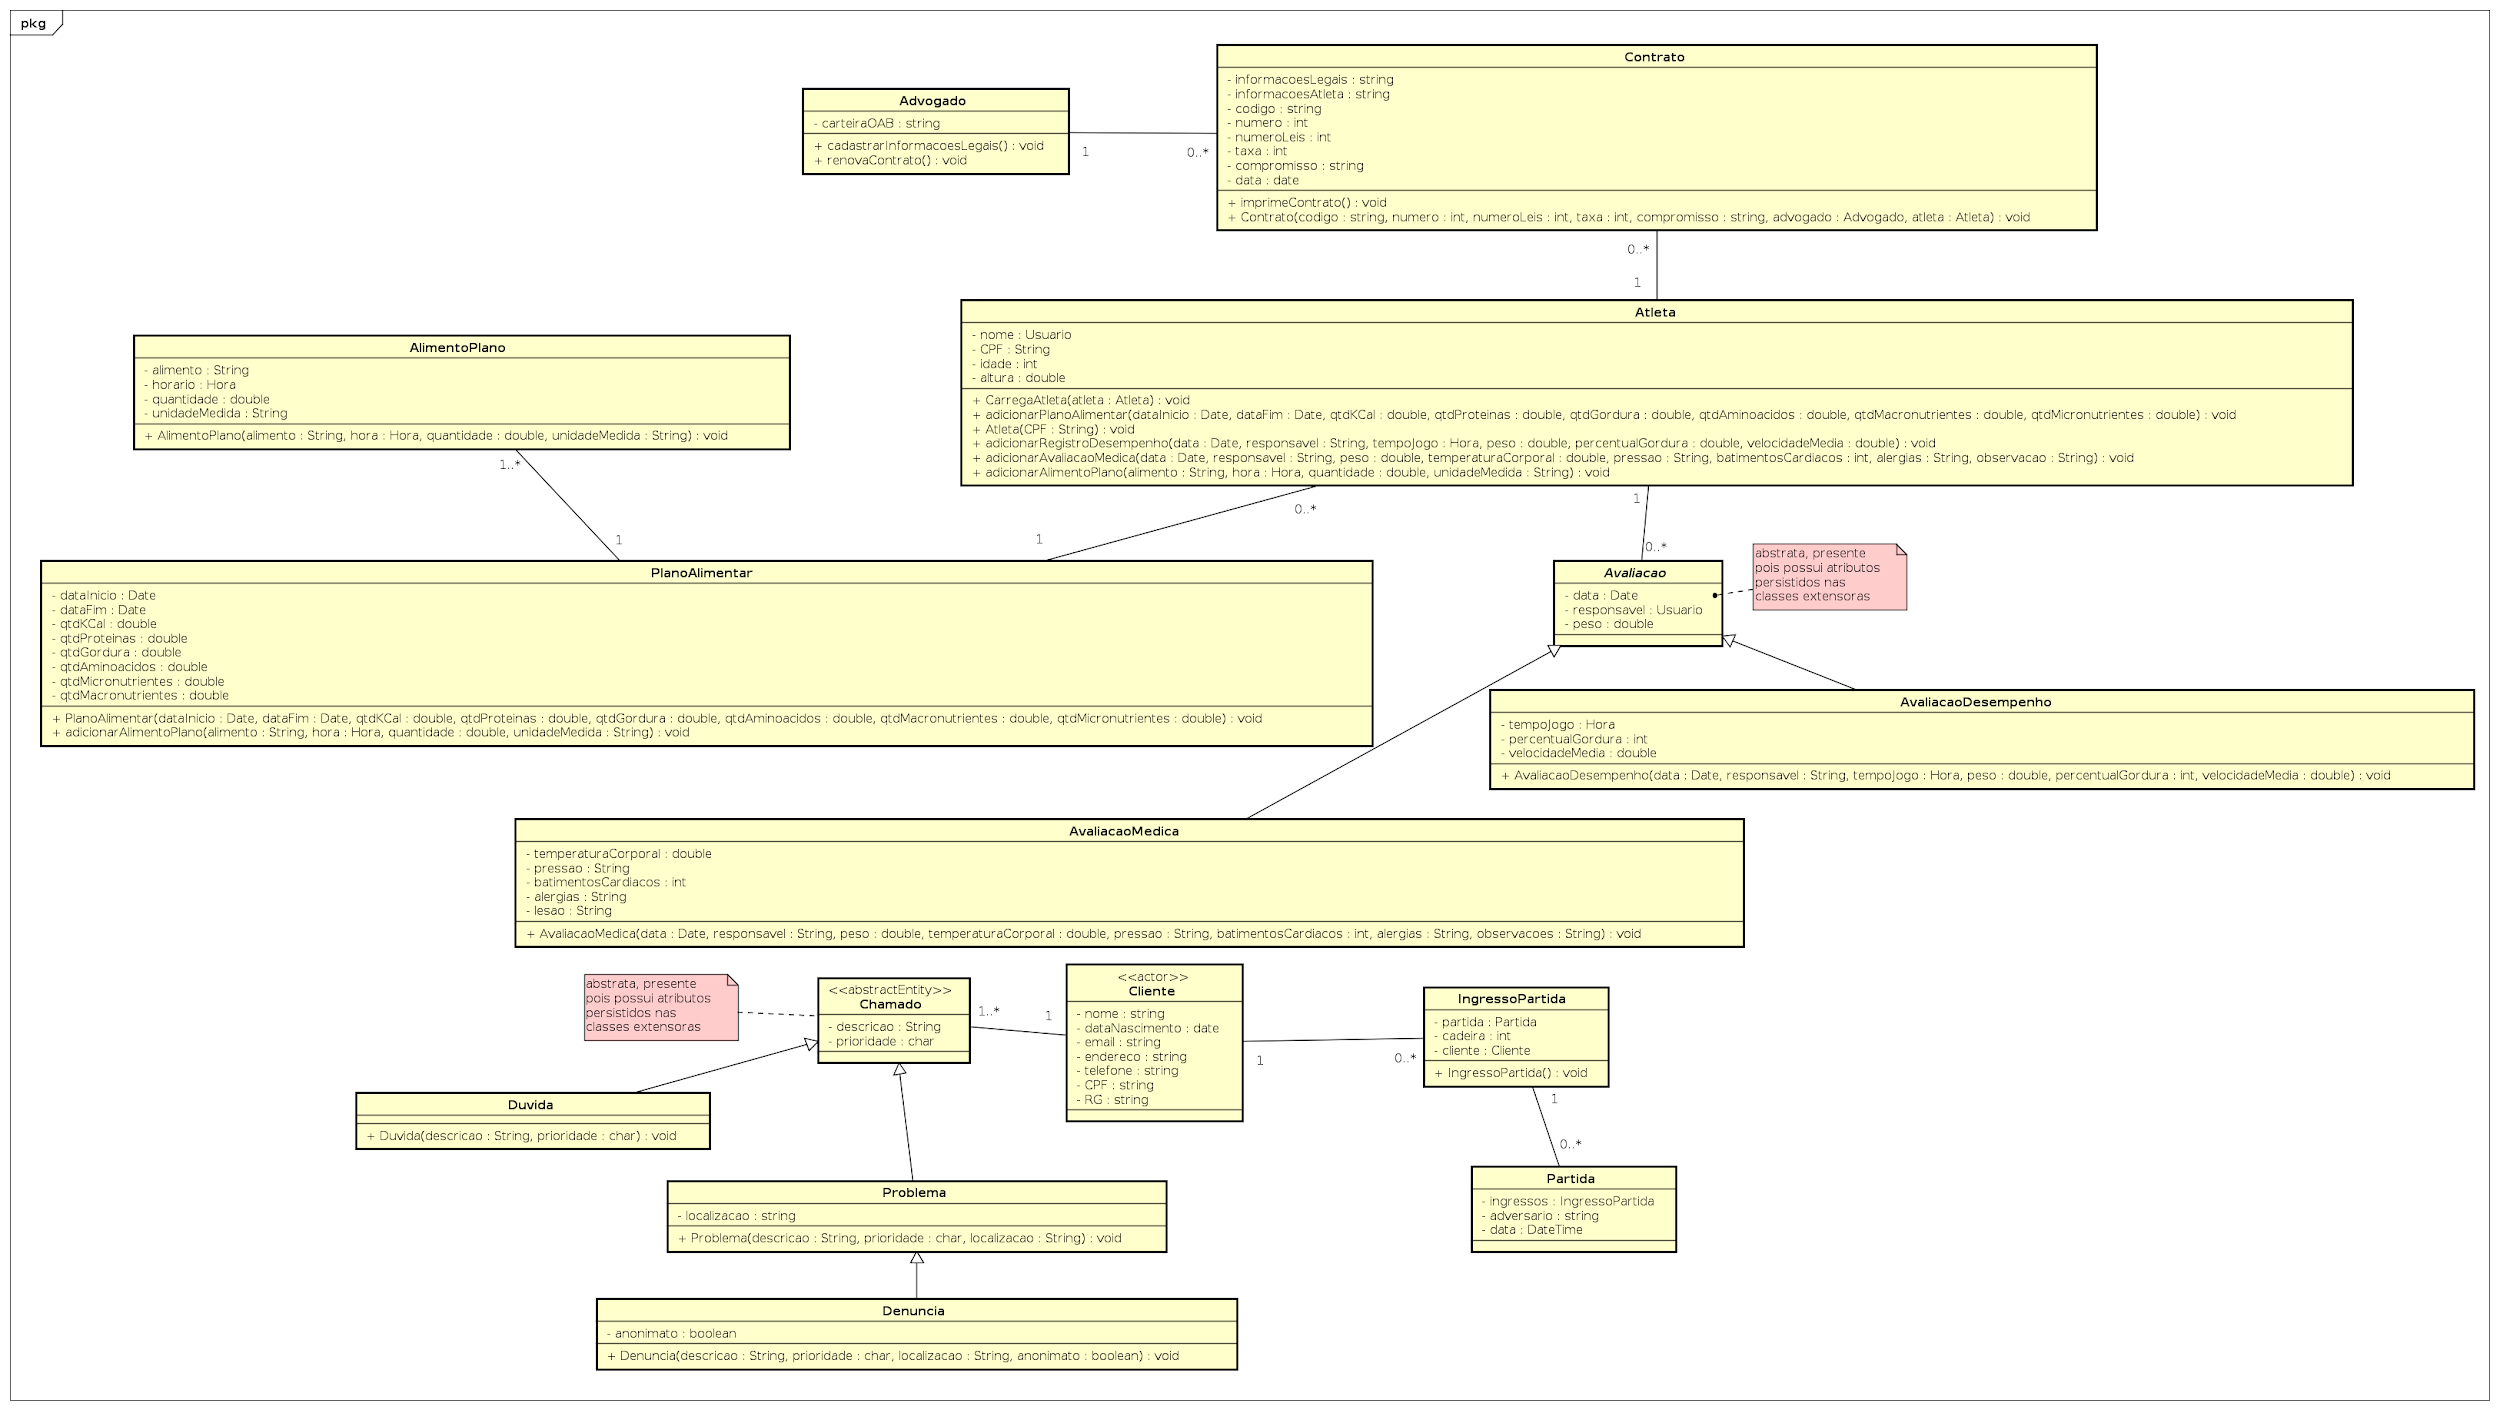 pkg
Contrato
- informacoesLegais : string
- informacoesAtleta : string
- codigo : string
- numero : int
- numeroLeis : int
- taxa : int
- compromisso : string
- data : date
+ imprimeContrato() : void
+ Contrato(codigo : string, numero : int, numeroLeis : int, taxa : int, compromisso : string, advogado : Advogado, atleta : Atleta) : void
Advogado
- carteiraOAB : string
+ cadastrarInformacoesLegais() : void
+ renovaContrato() : void
1
0..*
0..*
1
Atleta
- nome : Usuario
- CPF : String
- idade : int
- altura : double
+ CarregaAtleta(atleta : Atleta) : void
+ adicionarPlanoAlimentar(dataInicio : Date, dataFim : Date, qtdKCal : double, qtdProteinas : double, qtdGordura : double, qtdAminoacidos : double, qtdMacronutrientes : double, qtdMicronutrientes : double) : void
+ Atleta(CPF : String) : void
+ adicionarRegistroDesempenho(data : Date, responsavel : String, tempoJogo : Hora, peso : double, percentualGordura : double, velocidadeMedia : double) : void
+ adicionarAvaliacaoMedica(data : Date, responsavel : String, peso : double, temperaturaCorporal : double, pressao : String, batimentosCardiacos : int, alergias : String, observacao : String) : void
+ adicionarAlimentoPlano(alimento : String, hora : Hora, quantidade : double, unidadeMedida : String) : void
AlimentoPlano
- alimento : String
- horario : Hora
- quantidade : double
- unidadeMedida : String
+ AlimentoPlano(alimento : String, hora : Hora, quantidade : double, unidadeMedida : String) : void
1..*
1
0..*
1
1
0..*
PlanoAlimentar
- dataInicio : Date
- dataFim : Date
- qtdKCal : double
- qtdProteinas : double
- qtdGordura : double
- qtdAminoacidos : double
- qtdMicronutrientes : double
- qtdMacronutrientes : double
+ PlanoAlimentar(dataInicio : Date, dataFim : Date, qtdKCal : double, qtdProteinas : double, qtdGordura : double, qtdAminoacidos : double, qtdMacronutrientes : double, qtdMicronutrientes : double) : void
+ adicionarAlimentoPlano(alimento : String, hora : Hora, quantidade : double, unidadeMedida : String) : void
Avaliacao
- data : Date
- responsavel : Usuario
- peso : double
abstrata, presente
pois possui atributos
persistidos nas
classes extensoras
AvaliacaoDesempenho
- tempoJogo : Hora
- percentualGordura : int
- velocidadeMedia : double
+ AvaliacaoDesempenho(data : Date, responsavel : String, tempoJogo : Hora, peso : double, percentualGordura : int, velocidadeMedia : double) : void
AvaliacaoMedica
- temperaturaCorporal : double
- pressao : String
- batimentosCardiacos : int
- alergias : String
- lesao : String
+ AvaliacaoMedica(data : Date, responsavel : String, peso : double, temperaturaCorporal : double, pressao : String, batimentosCardiacos : int, alergias : String, observacoes : String) : void
abstrata, presente
pois possui atributos
persistidos nas
classes extensoras
<<abstractEntity>>
Chamado
- descricao : String
- prioridade : char
1..*
1
<<actor>>
Cliente
- nome : string
- dataNascimento : date
- email : string
- endereco : string
- telefone : string
- CPF : string
- RG : string
1
0..*
IngressoPartida
- partida : Partida
- cadeira : int
- cliente : Cliente
+ IngressoPartida() : void
1
0..*
Duvida
+ Duvida(descricao : String, prioridade : char) : void
Partida
- ingressos : IngressoPartida
- adversario : string
- data : DateTime
Problema
- localizacao : string
+ Problema(descricao : String, prioridade : char, localizacao : String) : void
Denuncia
- anonimato : boolean
+ Denuncia(descricao : String, prioridade : char, localizacao : String, anonimato : boolean) : void